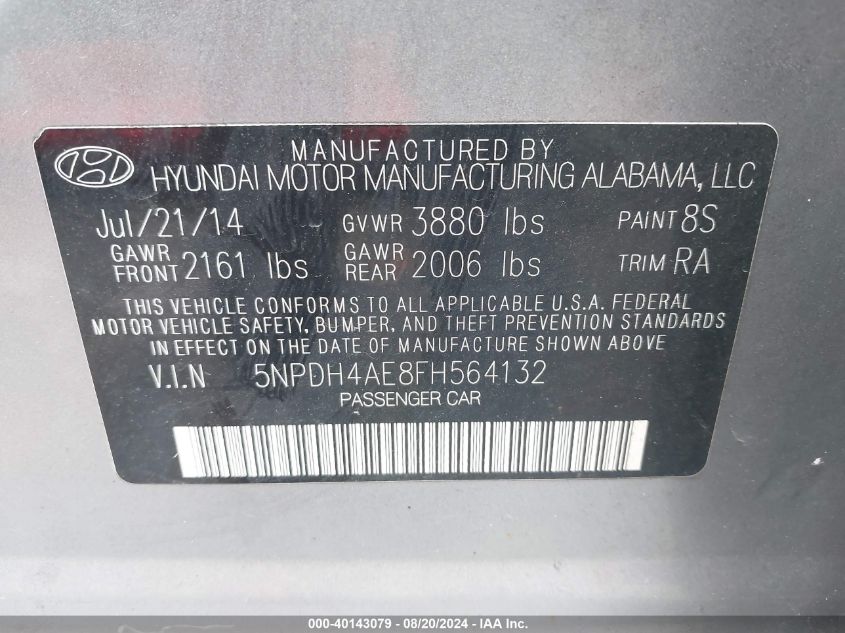 MANUFACTURED BY
HYUNDAI MOTOR MANUFACTURING ALABAMA, LLC
Jul/21/14 GVWR 3880 lbs PAINT 8S
GAWR FRONT 2161 lbs GAWR REAR 2006 lbs TRIM RA
THIS VEHICLE CONFORMS TO ALL APPLICABLE U.S.A. FEDERAL
MOTOR VEHICLE SAFETY, BUMPER, AND THEFT PREVENTION STANDARDS
IN EFFECT ON THE DATE OF MANUFACTURE SHOWN ABOVE.
V.I.N 5NPDH4AE8FH564132
PASSENGER CAR
000-40143079 - 08/20/2024 - IAA Inc.